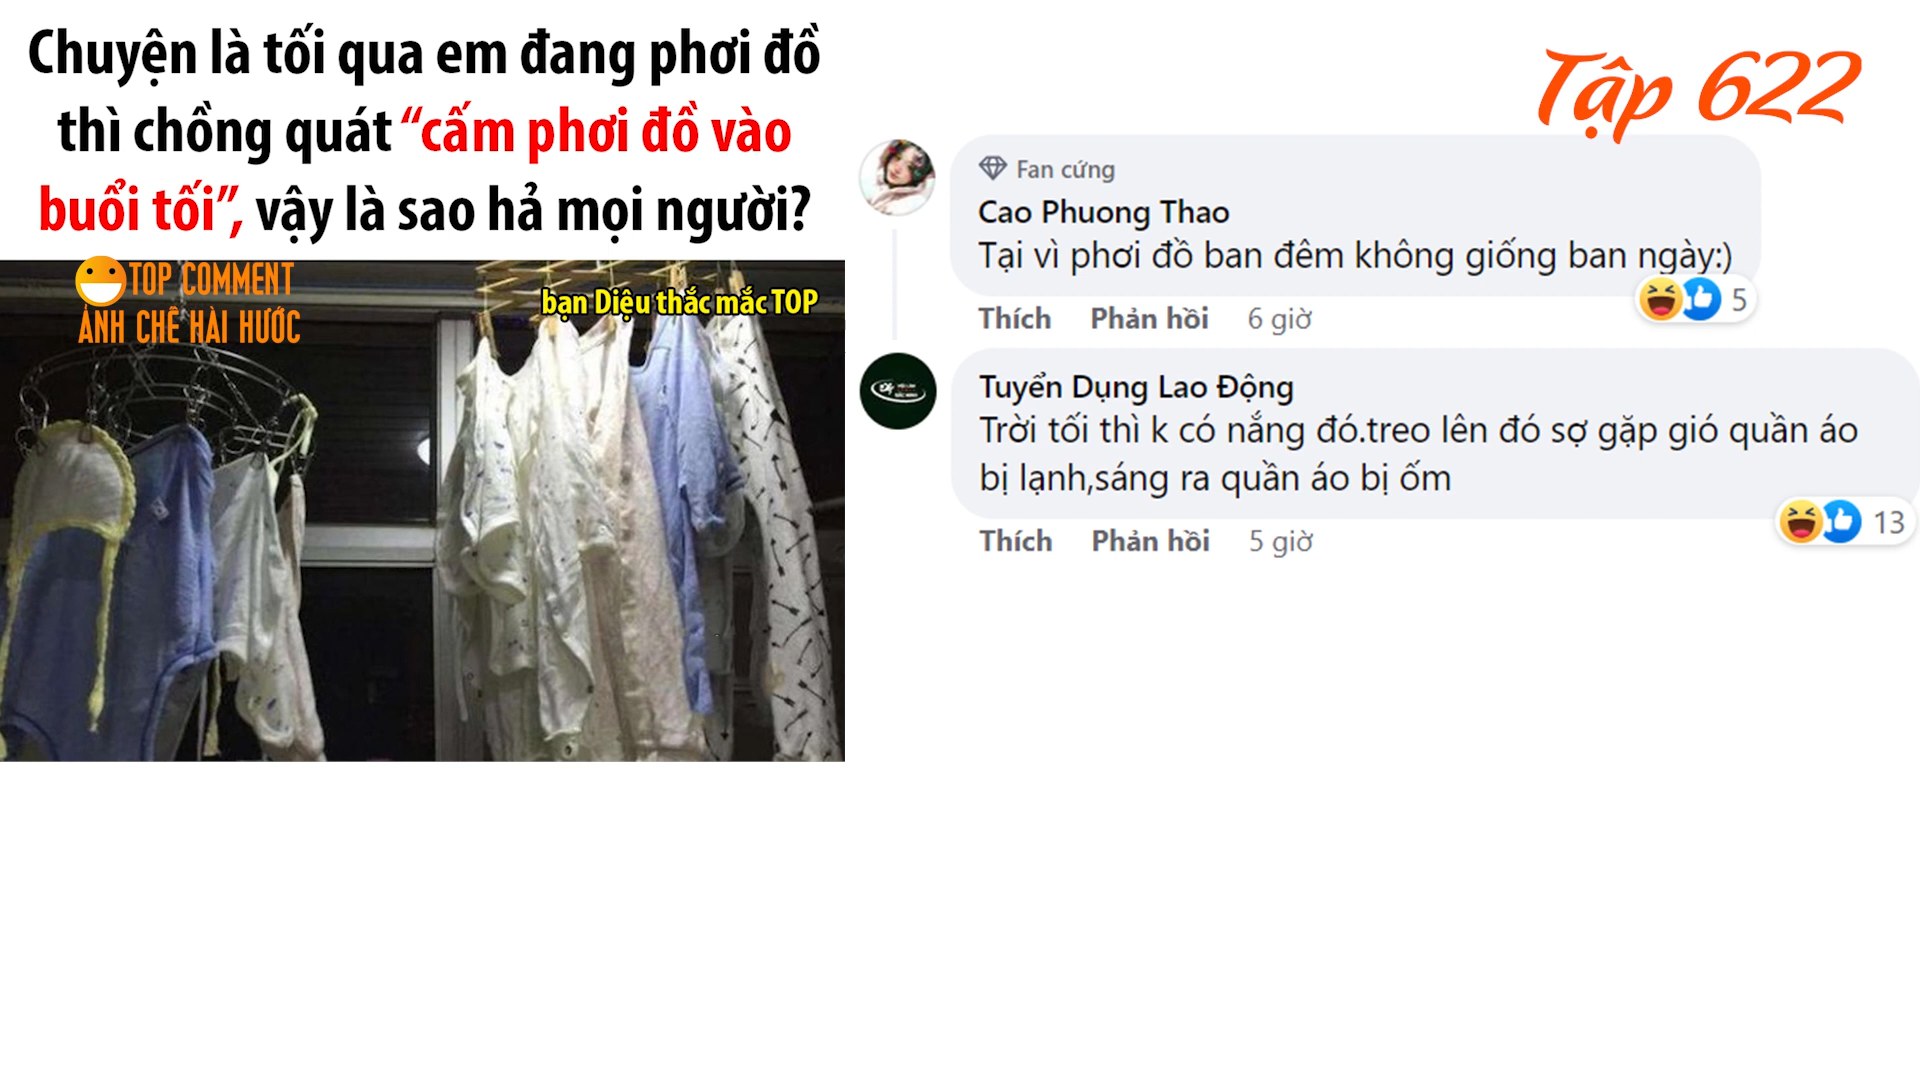 Chuyện là tối qua em đang phơi đồ
thì chồng quát “cấm phơi đồ vào
buổi tối”, vậy là sao hả mọi người?
TOP COMMENT
ẢNH CHẾ HÀI HƯỚC
bạn Diệu thắc mắc TOP
Tập 622
Fan cứng
Cao Phuong Thao
Tại vì phơi đồ ban đêm không giống ban ngày:)
5
Thích Phản hồi 6 giờ
Tuyển Dụng Lao Động
Trời tối thì k có nắng đó.treo lên đó sợ gặp gió quần áo
bị lạnh,sáng ra quần áo bị ốm
13
Thích Phản hồi 5 giờ